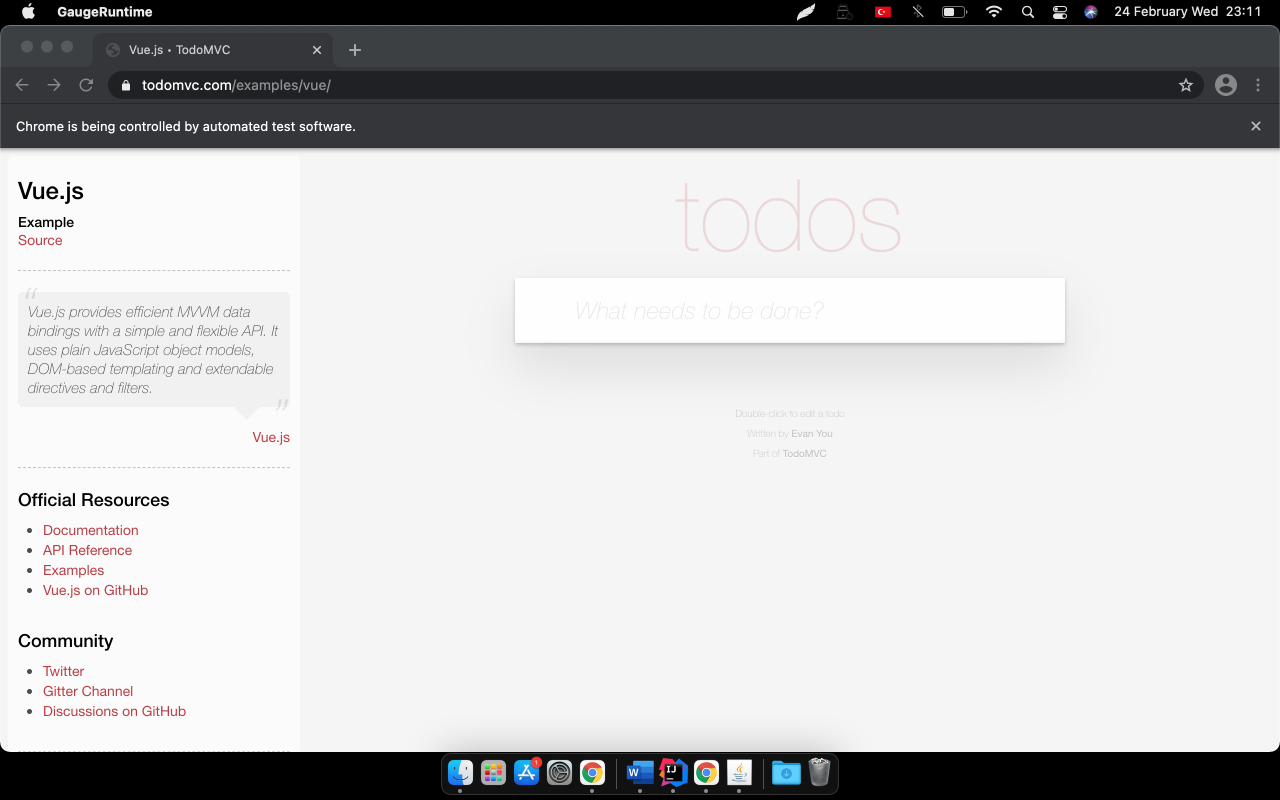 GaugeRuntime
24 February Wed 23:11
Vue.js • TodoMVC
todomvc.com/examples/vue/
Chrome is being controlled by automated test software.
Vue.js
Example
Source
todos
What needs to be done?
“
Vue.js provides efficient MVVM data
bindings with a simple and flexible API. It
uses plain JavaScript object models,
DOM-based templating and extendable
directives and filters.
”
Vue.js
Double-click to edit a todo
Written by Evan You
Part of TodoMVC
Official Resources
• Documentation
• API Reference
• Examples
• Vue.js on GitHub
Community
• Twitter
• Gitter Channel
• Discussions on GitHub
1
W
IJ